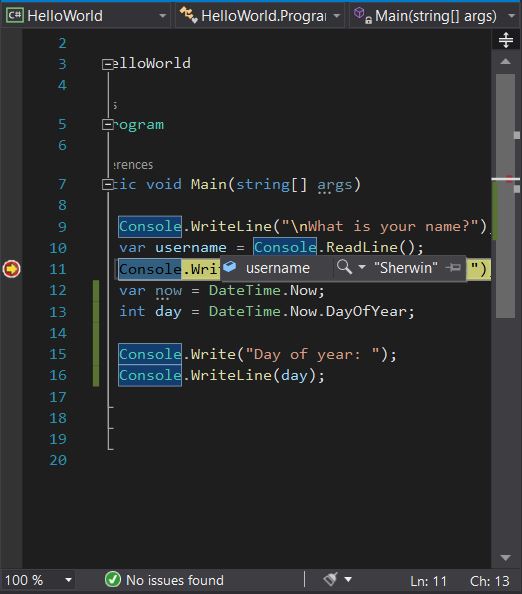 C# HelloWorld HelloWorld.Progran Main(string[] args)
2
3 elloWorld
4
s
5 rogram
6
erences
7 tic void Main(string[] args)
8
9 Console.WriteLine("\nWhat is your name?")
10 var username = Console.ReadLine();
11 Console.Wri username "Sherwin" ")
12 var now = DateTime.Now;
13 int day = DateTime.Now.DayOfYear;
14
15 Console.Write("Day of year: ");
16 Console.WriteLine(day);
17
18
19
20
100 % No issues found Ln: 11 Ch: 13